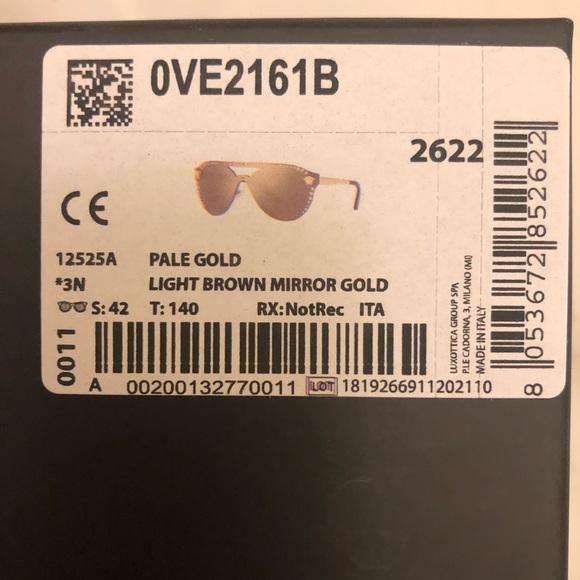 0VE2161B
2622
CE
12525A PALE GOLD
*3N LIGHT BROWN MIRROR GOLD
S: 42 T: 140 RX: NotRec ITA
0011
A 00200132770011 LOT 1819266911202110
LUXOTTICA GROUP SPA
P.LE CADORNA, 3, MILANO (MI)
MADE IN ITALY
8 053672 852622